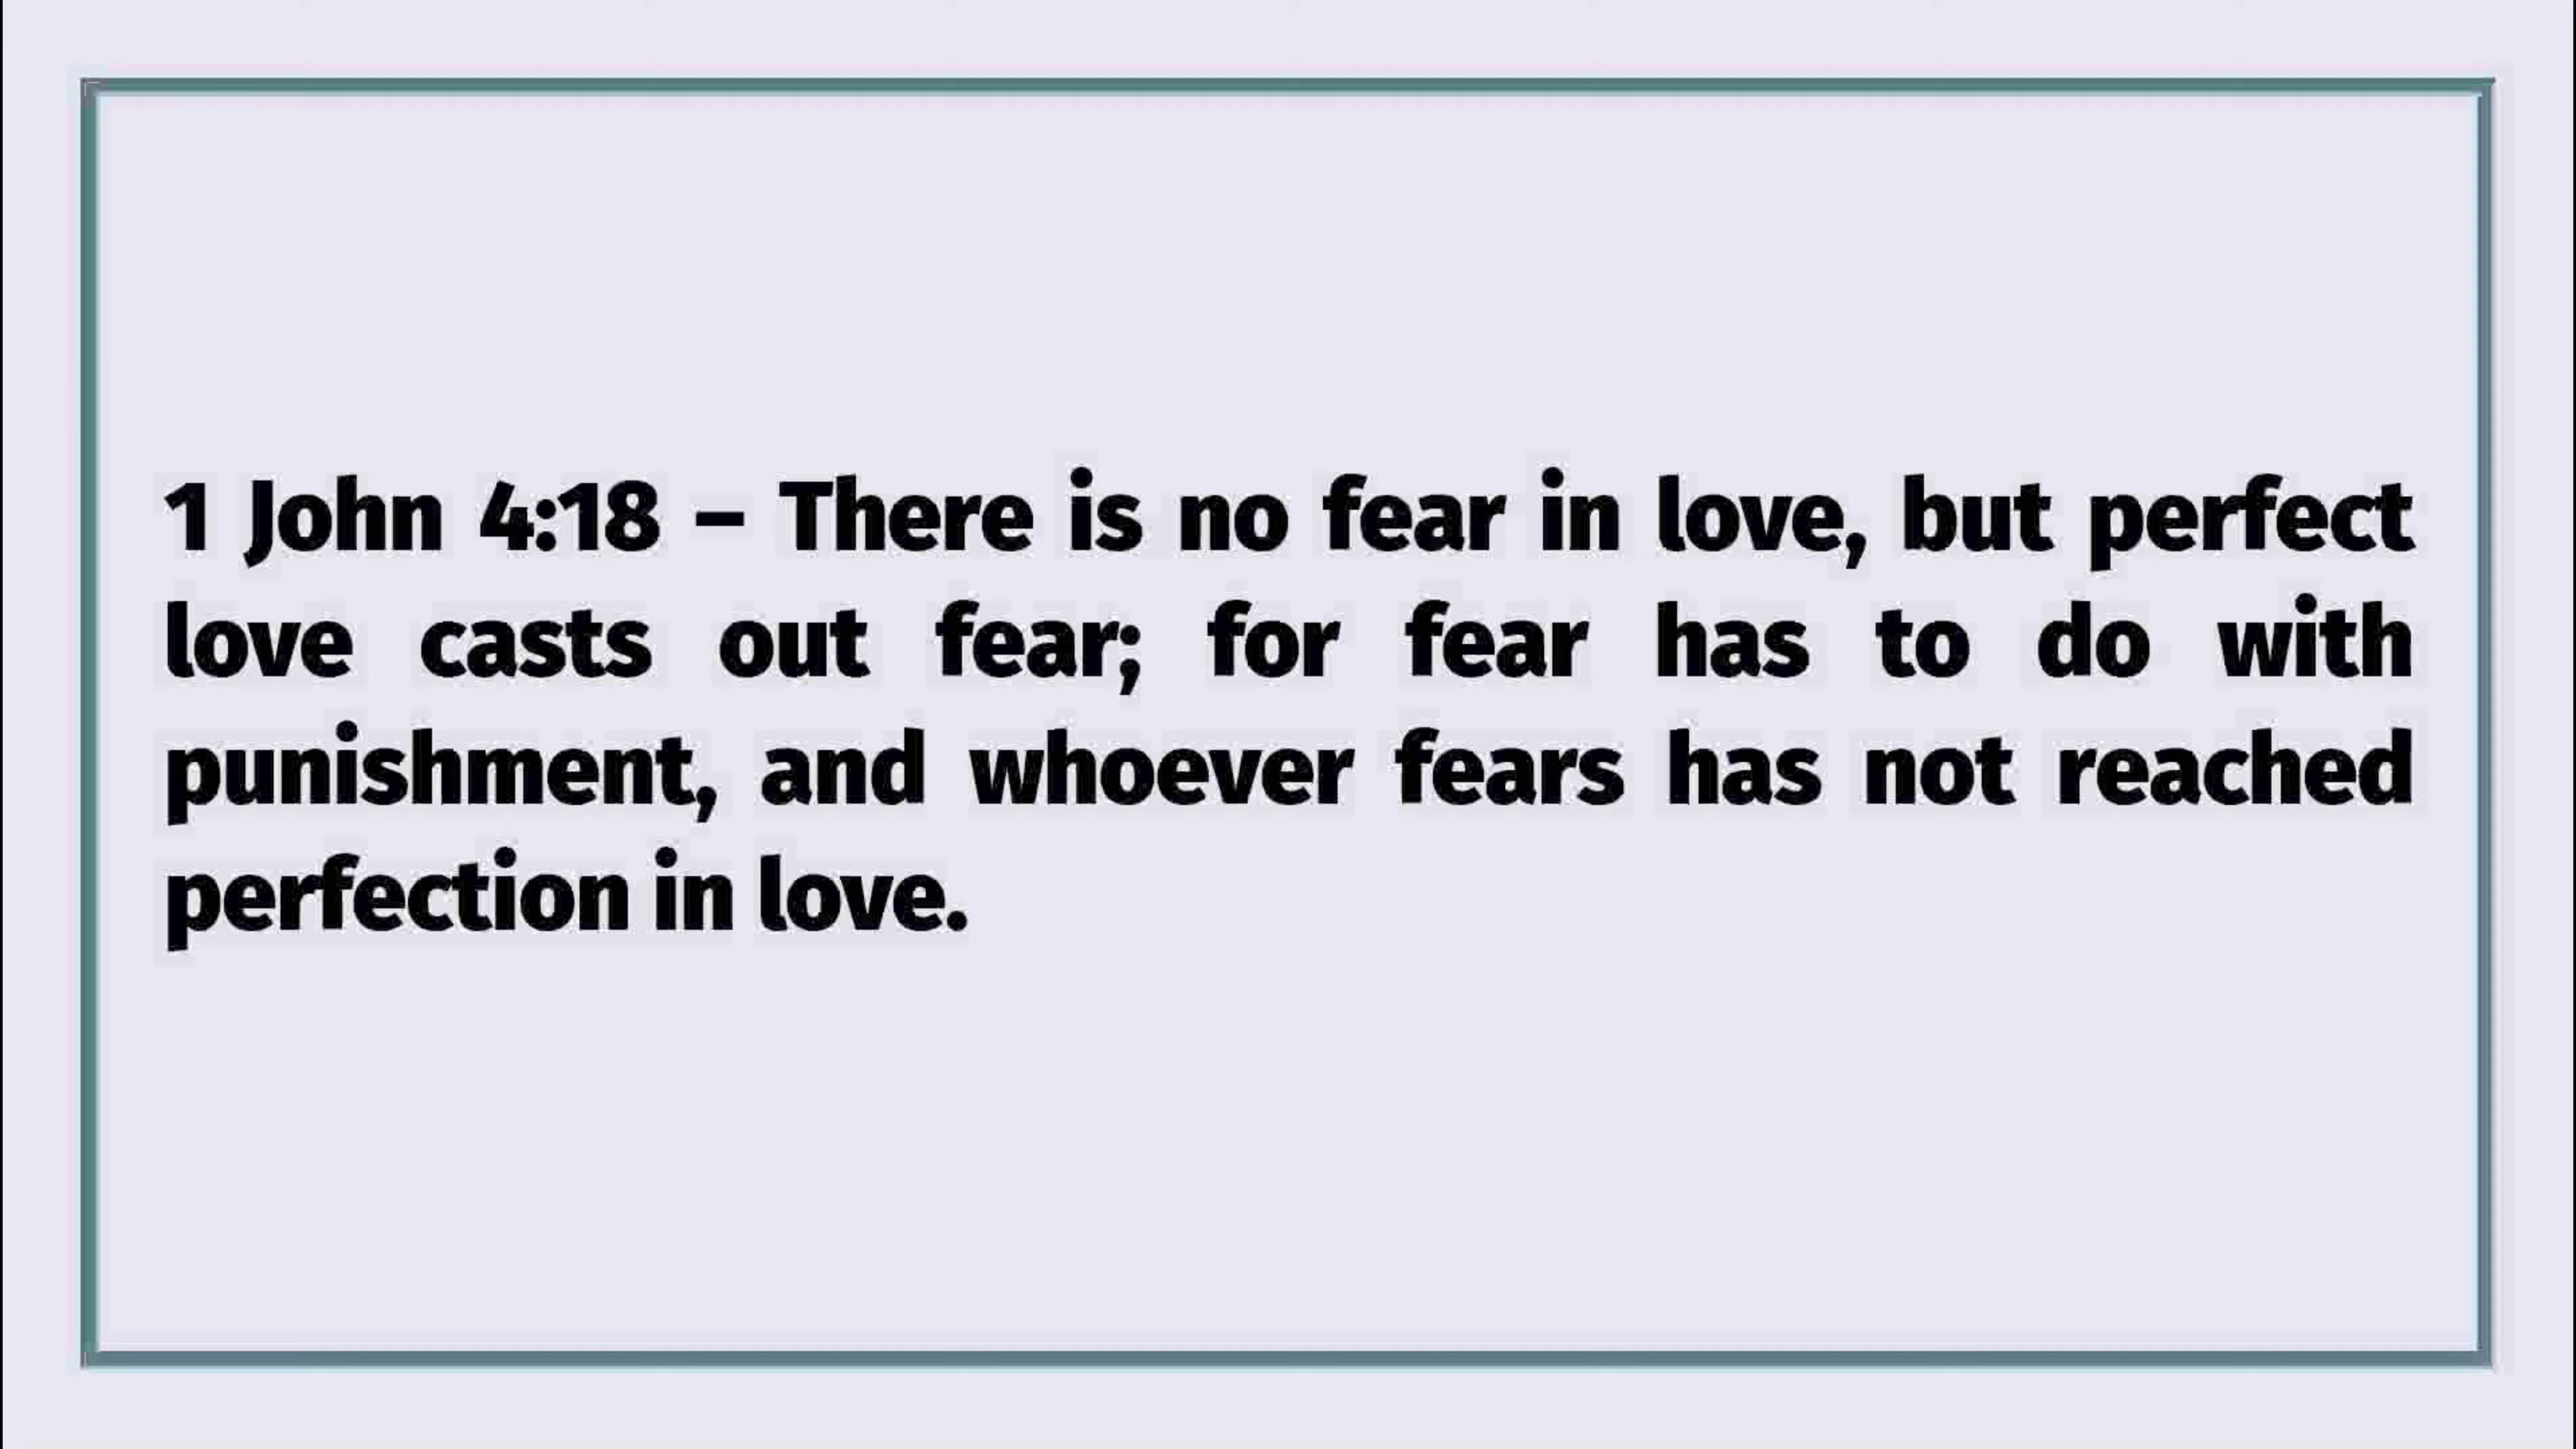 1 John 4:18 – There is no fear in love, but perfect
love casts out fear; for fear has to do with
punishment, and whoever fears has not reached
perfection in love.